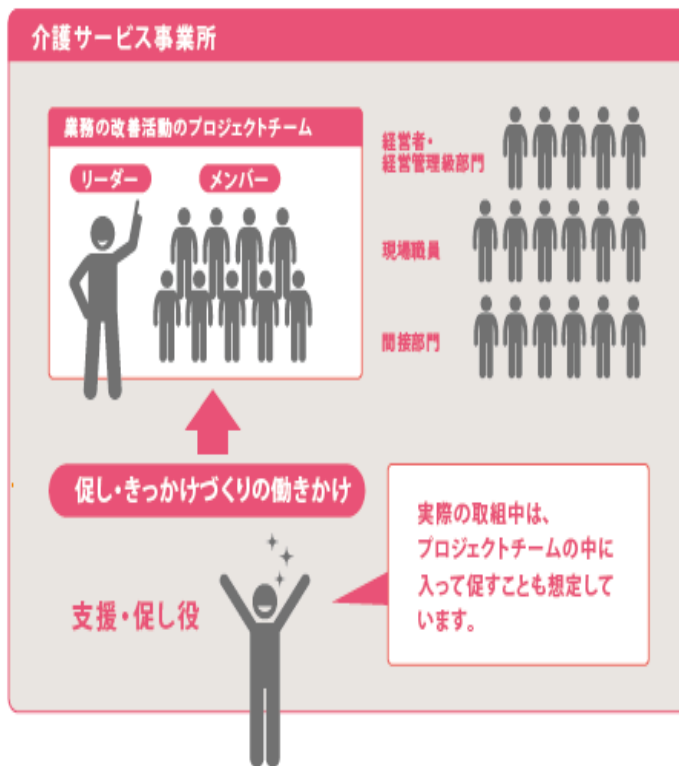 介護サービス事業所
業務の改善活動のプロジェクトチーム
リーダー
メンバー
経営者・
経営管理級部門
現場職員
間接部門
促し・きっかけづくりの働きかけ
支援・促し役
実際の取組中は、
プロジェクトチームの中に
入って促すことも想定して
います。